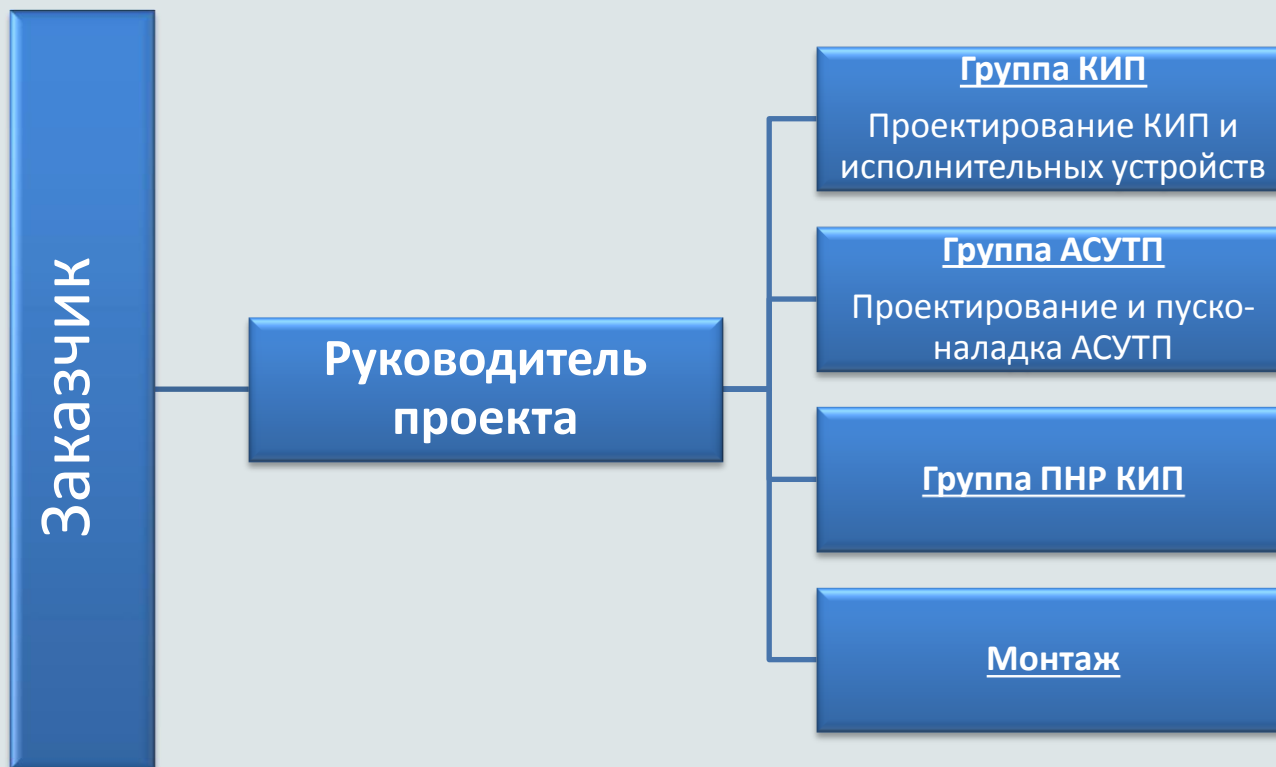 Заказчик
Руководитель
проекта
Группа КИП
Проектирование КИП и
исполнительных устройств
Группа АСУТП
Проектирование и пуско-
наладка АСУТП
Группа ПНР КИП
Монтаж